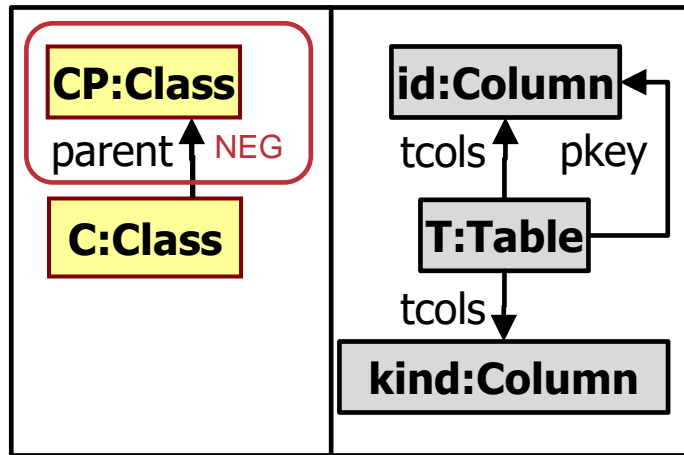 CP:Class
parent
NEG
C:Class
id:Column
tcols
pkey
T:Table
tcols
kind:Column